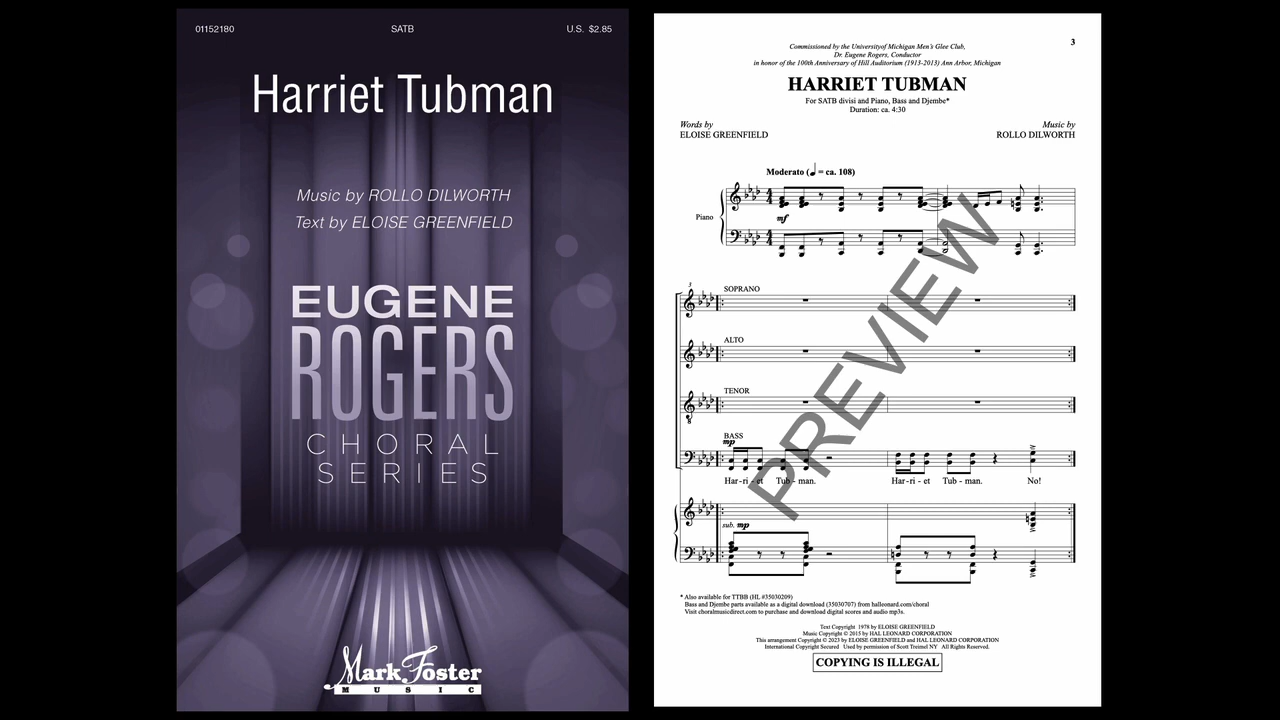 01152180 SATB U.S. $2.85
Harriet Tubman
Music by ROLLO DILWORTH
Text by ELOISE GREENFIELD
EUGENE
ROGERS
CHORAL
SERIES
Mark Foster
MUSIC
3
Commissioned by the Universityof Michigan Men's Glee Club,
Dr. Eugene Rogers, Conductor
in honor of the 100th Anniversary of Hill Auditorium (1913-2013) Ann Arbor, Michigan
HARRIET TUBMAN
For SATB divisi and Piano, Bass and Djembe*
Duration: ca. 4:30
Words by
ELOISE GREENFIELD
Music by
ROLLO DILWORTH
Moderato (♩ = ca. 108)
Piano
mf
3
SOPRANO
ALTO
TENOR
8
BASS
mp
Har - ri - et Tub - man. Har - ri - et Tub - man. No!
sub. mp
PREVIEW
* Also available for TTBB (HL #35030209)
Bass and Djembe parts available as a digital download (35030707) from halleonard.com/choral
Visit choralmusicdirect.com to purchase and download digital scores and audio mp3s.
Text Copyright 1978 by ELOISE GREENFIELD
Music Copyright © 2015 by HAL LEONARD CORPORATION
This arrangement Copyright © 2023 by ELOISE GREENFIELD and HAL LEONARD CORPORATION
International Copyright Secured Used by permission of Scott Treimel NY All Rights Reserved.
COPYING IS ILLEGAL